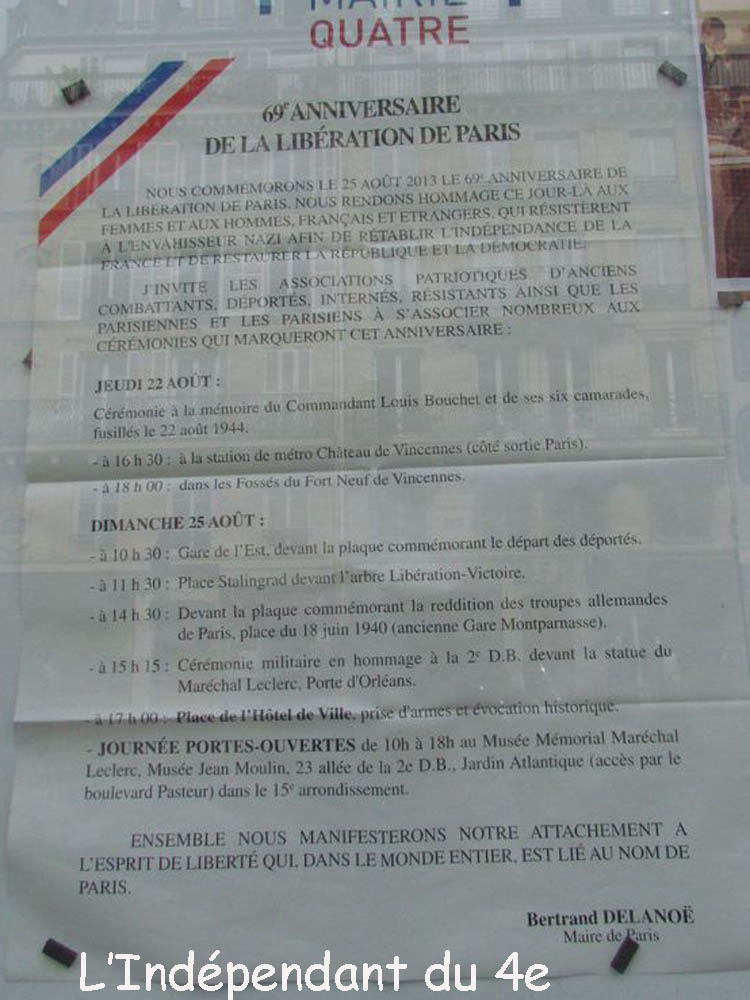 MAIRIE
QUATRE
69e ANNIVERSAIRE
DE LA LIBÉRATION DE PARIS
NOUS COMMÉMORONS LE 25 AOÛT 2013 LE 69e ANNIVERSAIRE DE
LA LIBÉRATION DE PARIS. NOUS RENDONS HOMMAGE CE JOUR-LÀ AUX
FEMMES ET AUX HOMMES, FRANÇAIS ET ETRANGERS, QUI RÉSISTÈRENT
À L'ENVAHISSEUR NAZI AFIN DE RÉTABLIR L'INDÉPENDANCE DE LA
FRANCE ET DE RESTAURER LA RÉPUBLIQUE ET LA DÉMOCRATIE.
J'INVITE LES ASSOCIATIONS PATRIOTIQUES D'ANCIENS
COMBATTANTS, DÉPORTÉS, INTERNÉS, RÉSISTANTS AINSI QUE LES
PARISIENNES ET LES PARISIENS À S'ASSOCIER NOMBREUX AUX
CÉRÉMONIES QUI MARQUERONT CET ANNIVERSAIRE :
JEUDI 22 AOÛT :
Cérémonie à la mémoire du Commandant Louis Bouchet et de ses six camarades,
fusillés le 22 août 1944.
- à 16 h 30 : à la station de métro Château de Vincennes (côté sortie Paris).
- à 18 h 00 : dans les Fossés du Fort Neuf de Vincennes.
DIMANCHE 25 AOÛT :
- à 10 h 30 : Gare de l'Est, devant la plaque commémorant le départ des déportés.
- à 11 h 30 : Place Stalingrad devant l'arbre Libération-Victoire.
- à 14 h 30 : Devant la plaque commémorant la reddition des troupes allemandes
de Paris, place du 18 juin 1940 (ancienne Gare Montparnasse).
- à 15 h 15 : Cérémonie militaire en hommage à la 2e D.B. devant la statue du
Maréchal Leclerc, Porte d'Orléans.
- à 17 h 00 : Place de l'Hôtel de Ville, prise d'armes et évocation historique.
- JOURNÉE PORTES-OUVERTES de 10h à 18h au Musée Mémorial Maréchal
Leclerc, Musée Jean Moulin, 23 allée de la 2e D.B., Jardin Atlantique (accès par le
boulevard Pasteur) dans le 15e arrondissement.
ENSEMBLE NOUS MANIFESTERONS NOTRE ATTACHEMENT A
L'ESPRIT DE LIBERTÉ QUI, DANS LE MONDE ENTIER, EST LIÉ AU NOM DE
PARIS.
Bertrand DELANOË
Maire de Paris
L'Indépendant du 4e